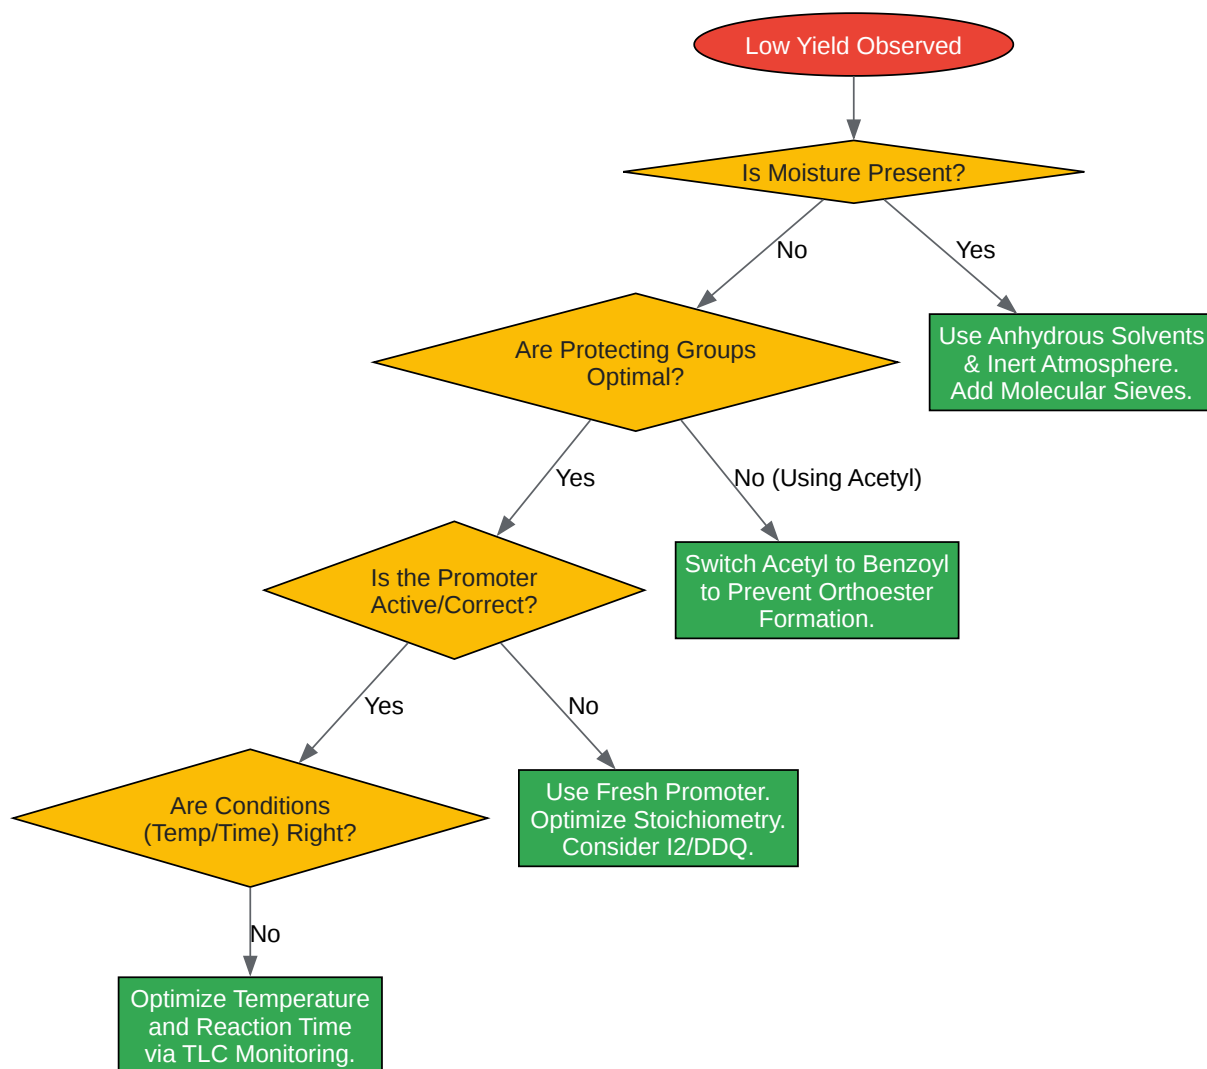 Low Yield Observed
Is Moisture Present?
No
Yes
Are Protecting Groups
Optimal?
Use Anhydrous Solvents
& Inert Atmosphere.
Add Molecular Sieves.
Yes
No (Using Acetyl)
Is the Promoter
Active/Correct?
Switch Acetyl to Benzoyl
to Prevent Orthoester
Formation.
Yes
No
Are Conditions
(Temp/Time) Right?
Use Fresh Promoter.
Optimize Stoichiometry.
Consider I2/DDQ.
No
Optimize Temperature
and Reaction Time
via TLC Monitoring.